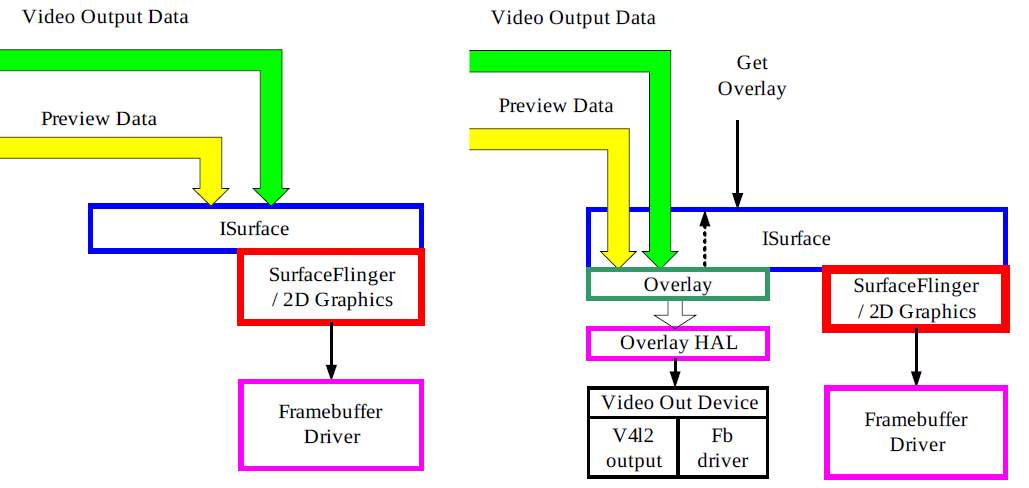 Video Output Data
Preview Data
ISurface
SurfaceFlinger
/ 2D Graphics
Framebuffer
Driver
Video Output Data
Get
Overlay
Preview Data
ISurface
Overlay
SurfaceFlinger
/ 2D Graphics
Overlay HAL
Video Out Device
V4l2
output
Fb
driver
Framebuffer
Driver